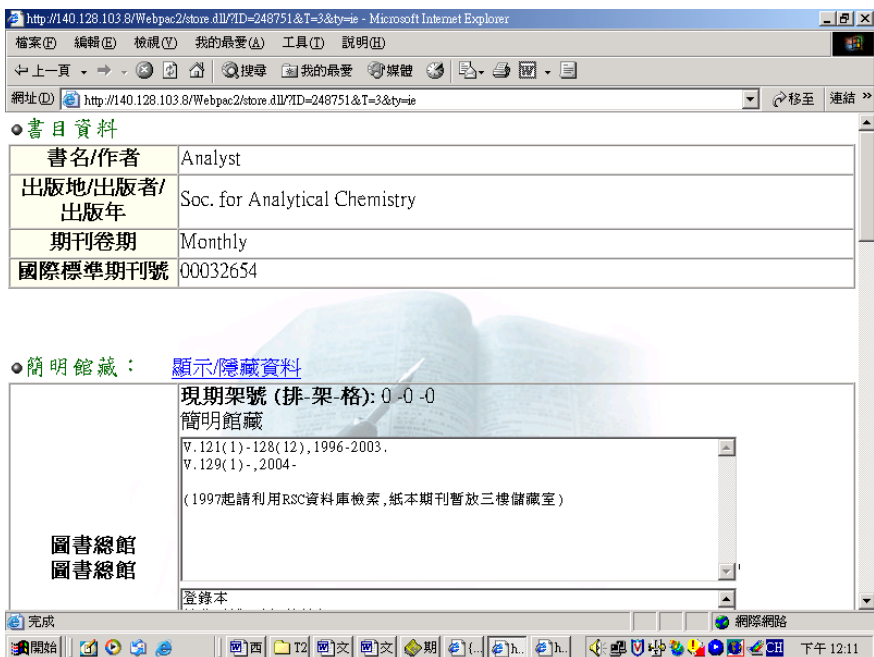 http://140.128.103.8/Webpac2/store.dll/?ID=248751&T=3&ty=ie - Microsoft Internet Explorer
檔案(F) 編輯(E) 檢視(V) 我的最愛(A) 工具(T) 說明(H)
上一頁 搜尋 我的最愛 媒體
網址(D) http://140.128.103.8/Webpac2/store.dll/?ID=248751&T=3&ty=ie 移至 連結 »
書目資料
書名/作者 Analyst
出版地/出版者/
出版年 Soc. for Analytical Chemistry
期刊卷期 Monthly
國際標準期刊號 00032654
簡明館藏： 顯示/隱藏資料
現期架號 (排-架-格): 0 -0 -0
簡明館藏
V.121(1)-128(12),1996-2003.
V.129(1)-,2004-
(1997起請利用RSC資料庫檢索,紙本期刊暫放三樓儲藏室)
圖書總館
圖書總館
登錄本
完成 網際網路
開始 西 T2 交 交 期 {... h... h... CH 下午 12:11